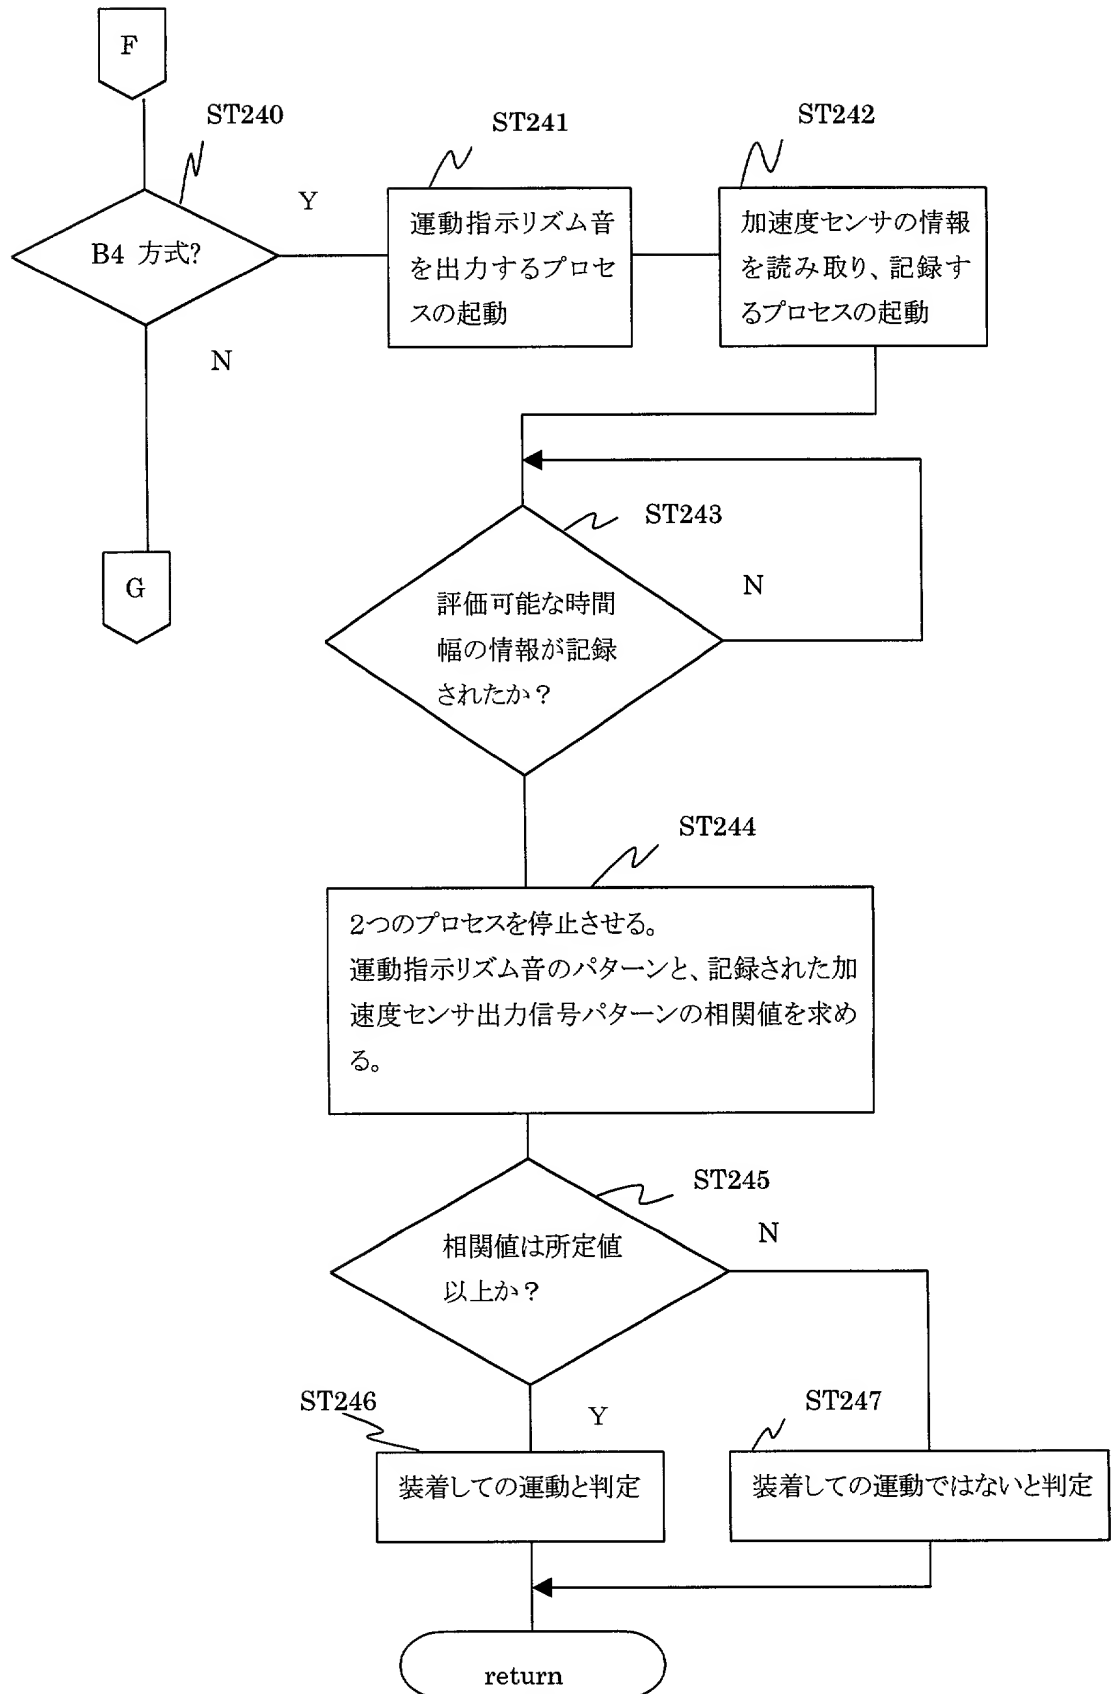 F
ST240
ST241
ST242
B4 方式?
Y
運動指示リズム音
を出力するプロセ
スの起動
加速度センサの情報
を読み取り、記録す
るプロセスの起動
N
G
ST243
評価可能な時間
幅の情報が記録
されたか？
N
ST244
2つのプロセスを停止させる。
運動指示リズム音のパターンと、記録された加
速度センサ出力信号パターンの相関値を求め
る。
ST245
相関値は所定値
以上か？
N
ST246
Y
ST247
装着しての運動と判定
装着しての運動ではないと判定
return